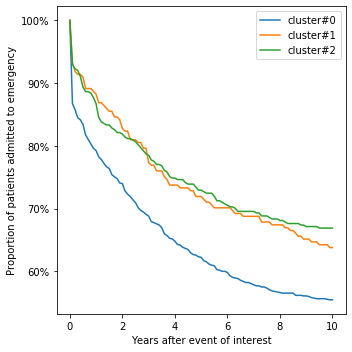 cluster#0
cluster#1
cluster#2
Proportion of patients admitted to emergency
100%
90%
80%
70%
60%
0
2
4
6
8
10
Years after event of interest